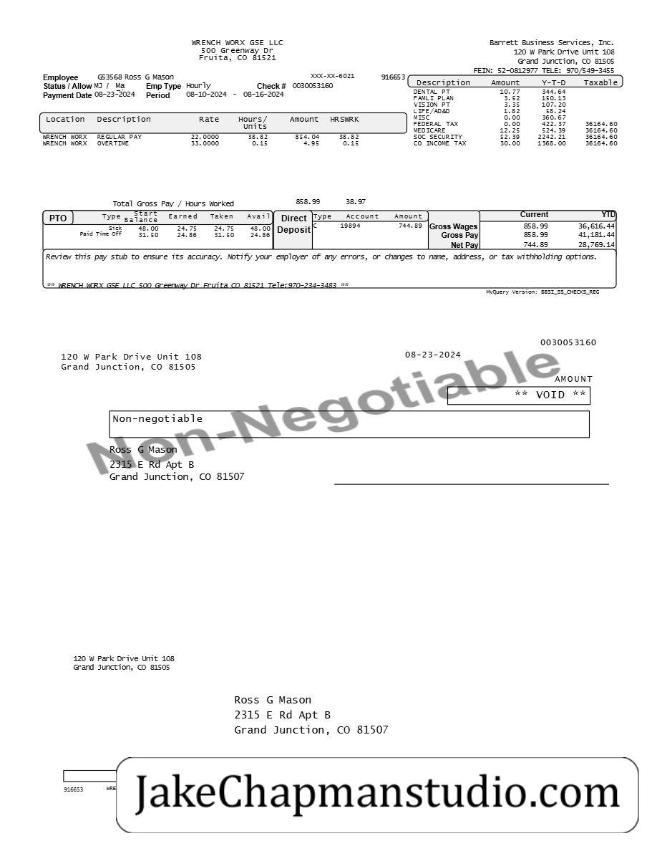 WRENCH WORX GSE LLC
500 Greenway Dr
Fruita, CO 81521
Barrett Business Services, Inc.
120 W Park Drive Unit 108
Grand Junction, CO 81505
FEIN: 52-0812977 TELE: 970/549-3455
Employee GS3568 Ross G Mason XXX-XX-6021 916653
Status / Allow MJ / Ma Emp Type Hourly Check # 0030053160
Payment Date 08-23-2024 Period 08-10-2024 - 08-16-2024
Description Amount Y-T-D Taxable
DENTAL PT 10.77 344.64
FAMLI PLAN 3.52 150.13
VISION PT 3.35 107.20
LIFE/AD&D 1.82 58.24
MISC 0.00 360.67
FEDERAL TAX 0.00 422.37 36164.60
MEDICARE 12.25 524.39 36164.60
SOC SECURITY 52.39 2242.21 36164.60
CO INCOME TAX 30.00 1368.00 36164.60
Location Description Rate Hours/ Units Amount HRSWRK
WRENCH WORX REGULAR PAY 22.0000 38.82 854.04 38.82
WRENCH WORX OVERTIME 33.0000 0.15 4.95 0.15
Total Gross Pay / Hours Worked 858.99 38.97
PTO Type Start Balance Earned Taken Avail
Sick 48.00 24.75 24.75 48.00
Paid Time Off 31.50 24.86 31.50 24.86
Direct Deposit Type Account Amount
C 19894 744.89
Current YTD
Gross Wages 858.99 36,616.44
Gross Pay 858.99 41,181.44
Net Pay 744.89 28,769.14
Review this pay stub to ensure its accuracy. Notify your employer of any errors, or changes to name, address, or tax withholding options.
** WRENCH WORX GSE LLC 500 Greenway Dr Fruita CO 81521 Tele:970-234-3483 **
McQuery Version: BBSI_SS_CHECKS_REG
0030053160
120 W Park Drive Unit 108
Grand Junction, CO 81505
08-23-2024
AMOUNT
** VOID **
Non-Negotiable
Non-negotiable
Ross G Mason
2315 E Rd Apt B
Grand Junction, CO 81507
120 W Park Drive Unit 108
Grand Junction, CO 81505
Ross G Mason
2315 E Rd Apt B
Grand Junction, CO 81507
916653
JakeChapmanstudio.com